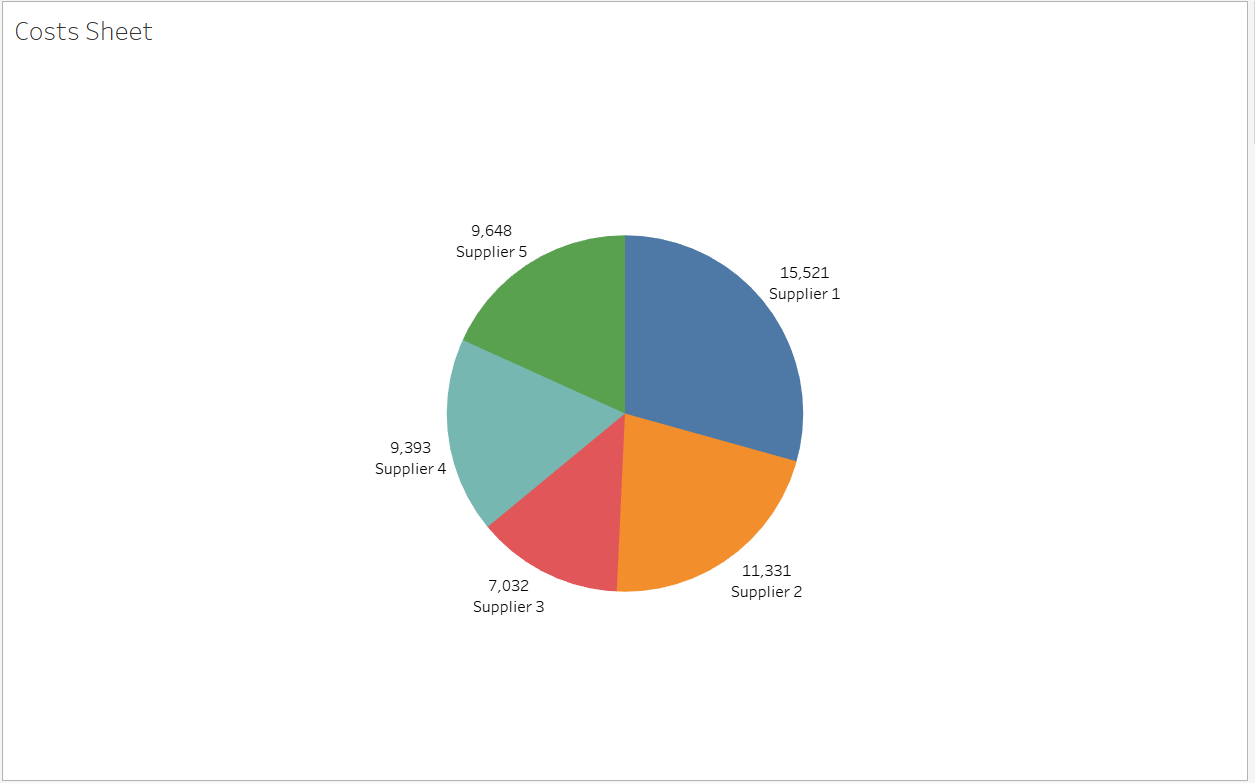 Costs Sheet
9,648
Supplier 5
15,521
Supplier 1
9,393
Supplier 4
7,032
Supplier 3
11,331
Supplier 2